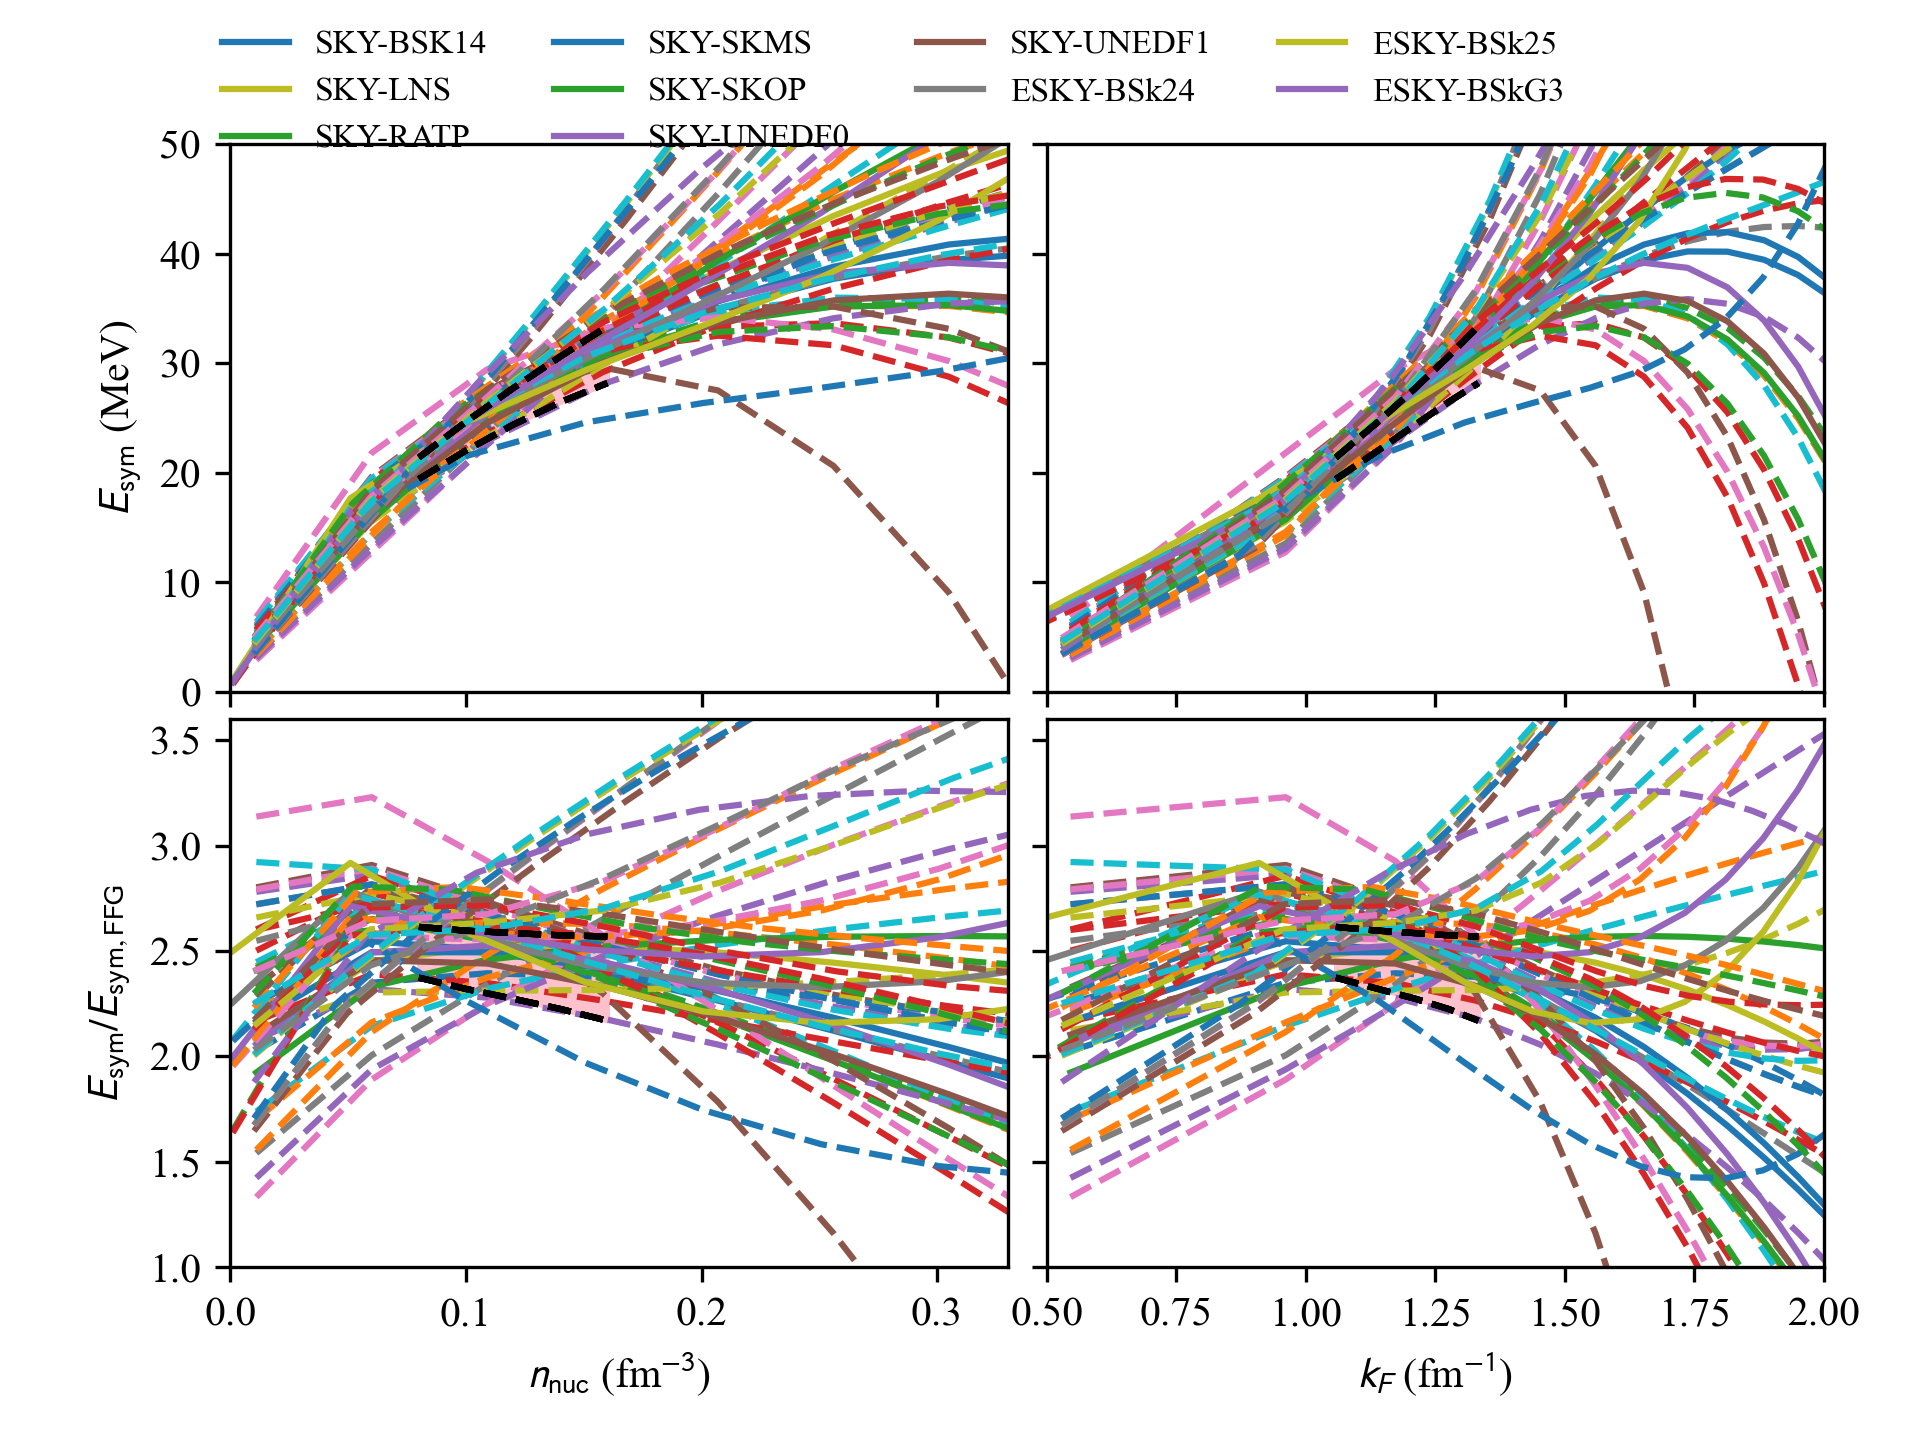 SKY-BSK14 SKY-SKMS SKY-UNEDF1 ESKY-BSk25
SKY-LNS SKY-SKOP ESKY-BSk24 ESKY-BSkG3
SKY-RATP SKY-UNEDF0
50
40
30
20
10
0
E_sym (MeV)
3.5
3.0
2.5
2.0
1.5
1.0
E_sym/E_sym, FFG
0.0 0.1 0.2 0.3 0.50 0.75 1.00 1.25 1.50 1.75 2.00
n_nuc (fm⁻³) k_F (fm⁻¹)